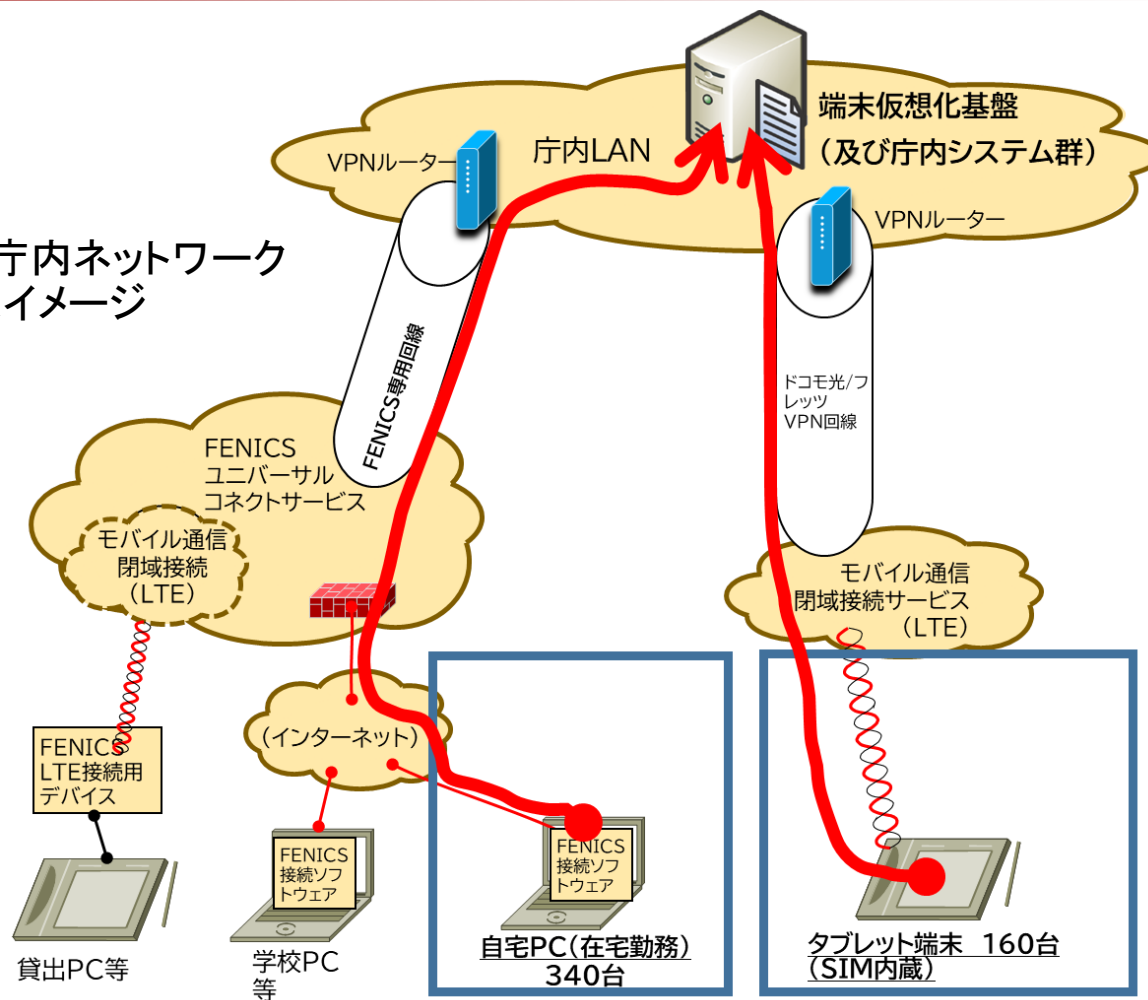 端末仮想化基盤
（及び庁内システム群）
庁内LAN
VPNルーター
VPNルーター
庁内ネットワーク
イメージ
FENICS専用回線
ドコモ光/フ
レッツ
VPN回線
FENICS
ユニバーサル
コネクトサービス
モバイル通信
閉域接続
（LTE）
モバイル通信
閉域接続サービス
（LTE）
（インターネット）
FENICS
LTE接続用
デバイス
FENICS
接続ソフ
トウェア
FENICS
接続ソフ
トウェア
貸出PC等
学校PC
等
自宅PC（在宅勤務）
340台
タブレット端末 160台
（SIM内蔵）